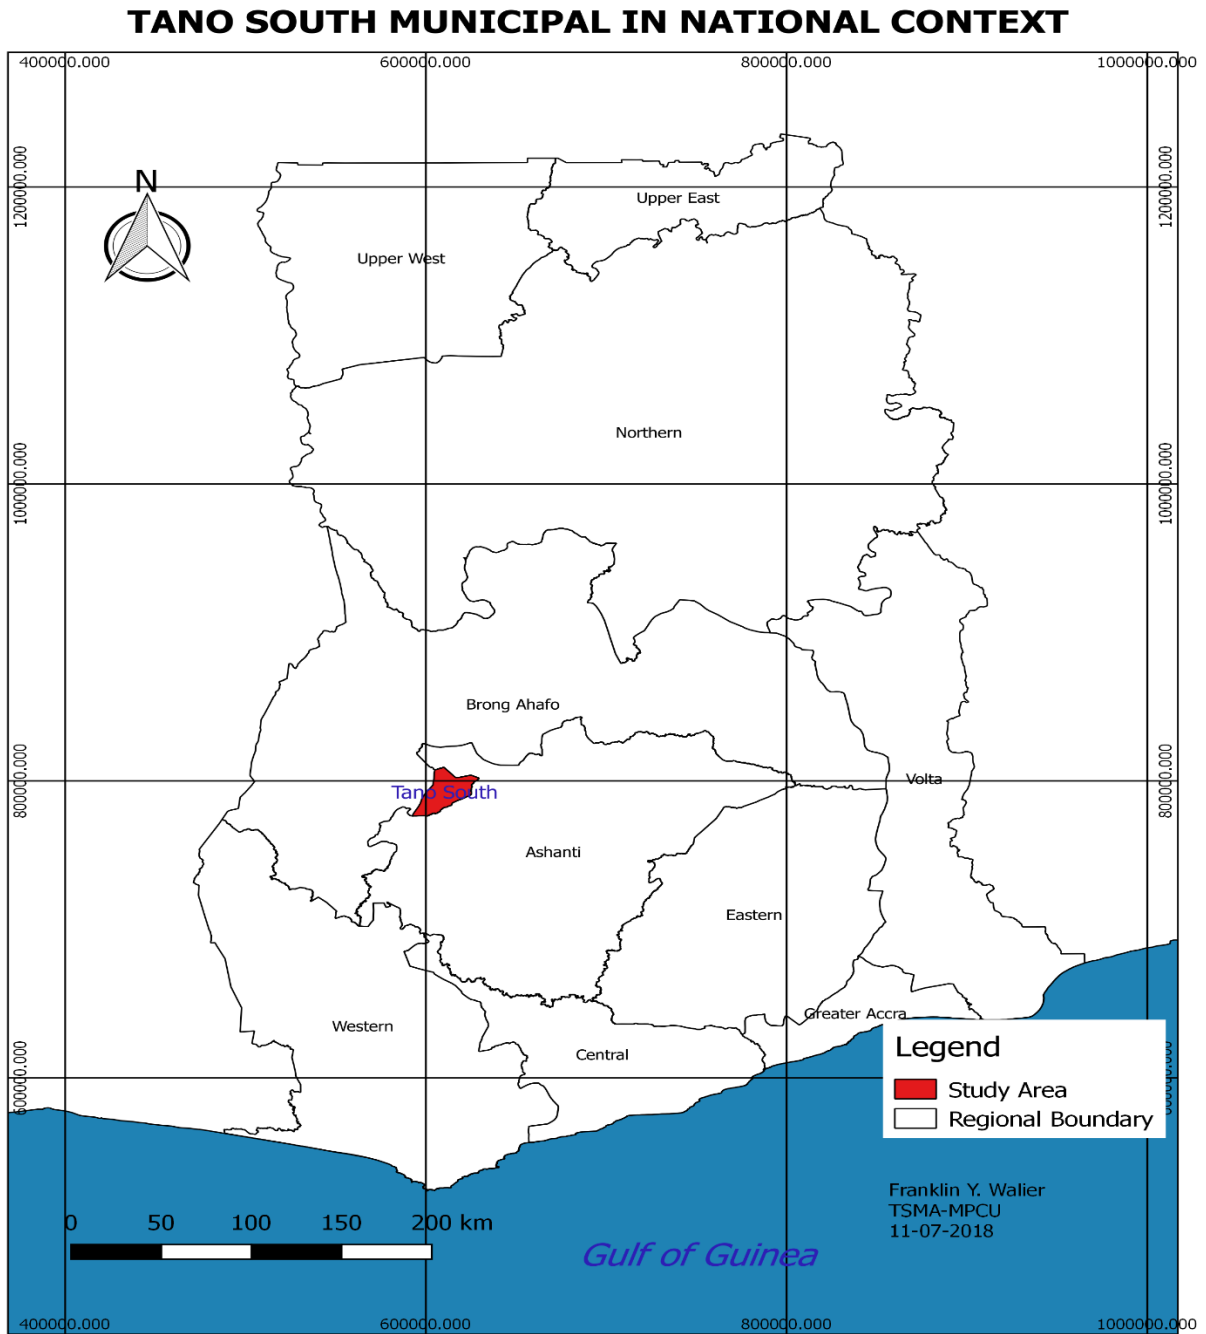 TANO SOUTH MUNICIPAL IN NATIONAL CONTEXT
400000.000 600000.000 800000.000 1000000.000
1200000.000 1200000.000
N
Upper East
Upper West
Northern
1000000.000 1000000.000
Brong Ahafo
Volta
800000.000 800000.000
Tano South
Ashanti
Eastern
Greater Accra
Western
Central
600000.000
Legend
Study Area
Regional Boundary
Franklin Y. Walier
TSMA-MPCU
11-07-2018
0 50 100 150 200 km
Gulf of Guinea
400000.000 600000.000 800000.000 1000000.000